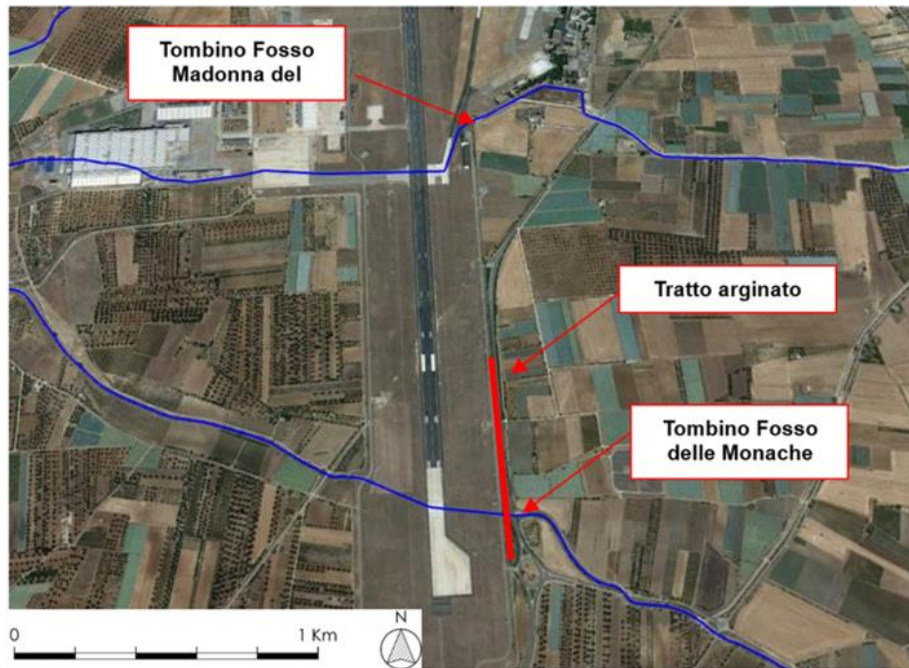 Tombino Fosso
Madonna del
Tratto arginato
Tombino Fosso
delle Monache
N
0
1 Km